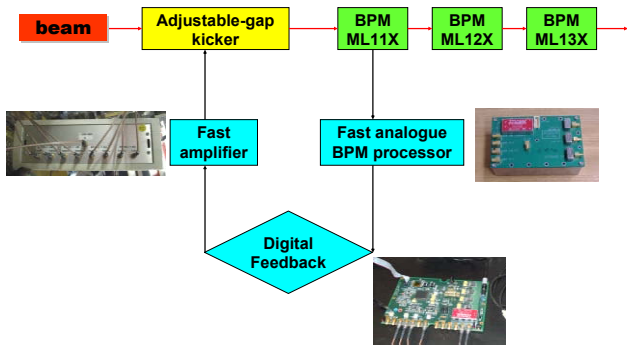 beam
Adjustable-gap
kicker
BPM
ML11X
BPM
ML12X
BPM
ML13X
Fast
amplifier
Fast analogue
BPM processor
Digital
Feedback